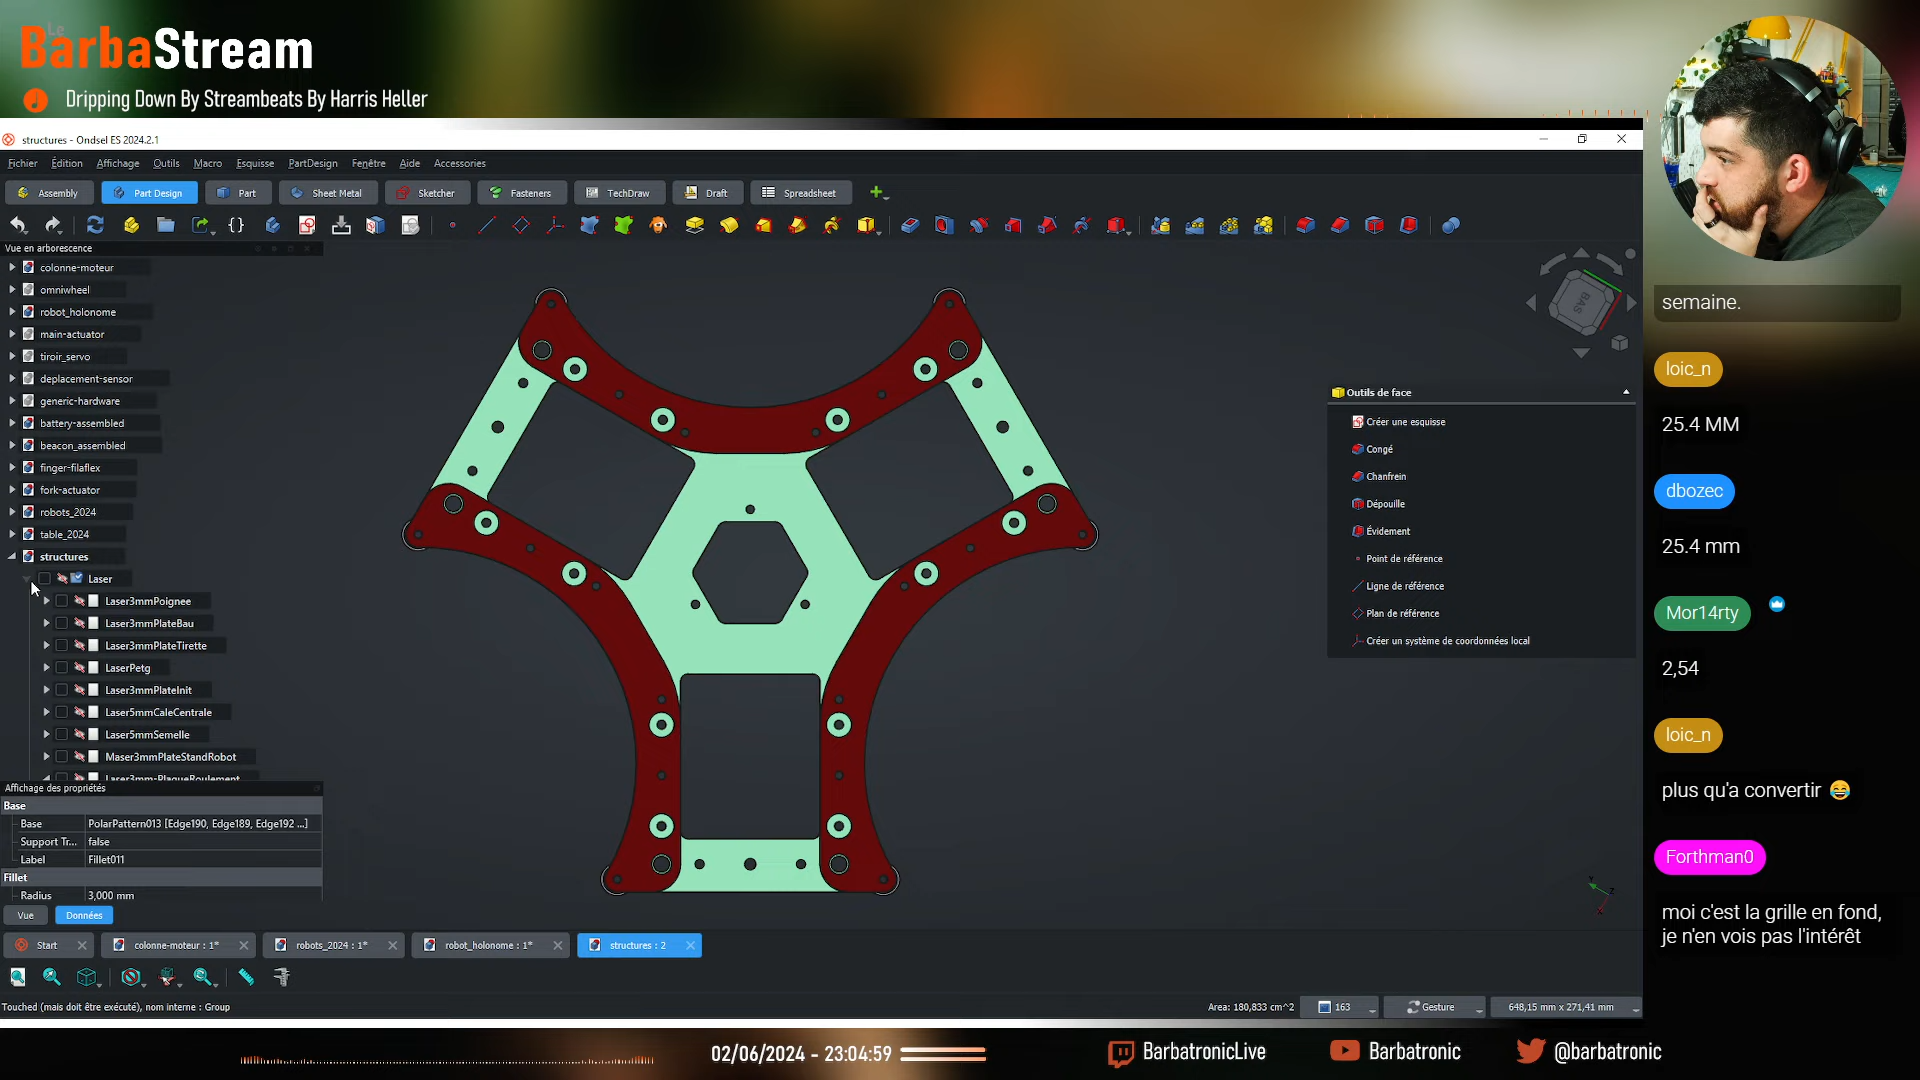 Le
BarbaStream
Dripping Down By Streambeats By Harris Heller
structures - Ondsel ES 2024.2.1
Fichier Édition Affichage Outils Macro Esquisse PartDesign Fenêtre Aide Accessories
Assembly Part Design Part Sheet Metal Sketcher Fasteners TechDraw Draft Spreadsheet
Vue en arborescence
colonne-moteur
omniwheel
robot_holonome
main-actuator
tiroir_servo
deplacement-sensor
generic-hardware
battery-assembled
beacon_assembled
finger-filaflex
fork-actuator
robots_2024
table_2024
structures
Laser
Laser3mmPoignee
Laser3mmPlateBau
Laser3mmPlateTirette
LaserPetg
Laser3mmPlateInit
Laser5mmCaleCentrale
Laser5mmSemelle
Maser3mmPlateStandRobot
Laser3mm-PlaqueRoulement
Affichage des propriétés
Base
Base PolarPattern013 [Edge190, Edge189, Edge192 ...]
Support Tr... false
Label Fillet011
Fillet
Radius 3,000 mm
Vue Données
BAS
Outils de face
Créer une esquisse
Congé
Chanfrein
Dépouille
Évidement
Point de référence
Ligne de référence
Plan de référence
Créer un système de coordonnées local
Y
Z
X
Start colonne-moteur : 1* robots_2024 : 1* robot_holonome : 1* structures : 2
Touched (mais doit être exécuté), nom interne : Group
Area: 180,833 cm^2 163 Gesture 648,15 mm x 271,41 mm
semaine.
loic_n
25.4 MM
dbozec
25.4 mm
Mor14rty
2,54
loic_n
plus qu'a convertir 😂
Forthman0
moi c'est la grille en fond,
je n'en vois pas l'intérêt
02/06/2024 - 23:04:59
BarbatronicLive Barbatronic @barbatronic